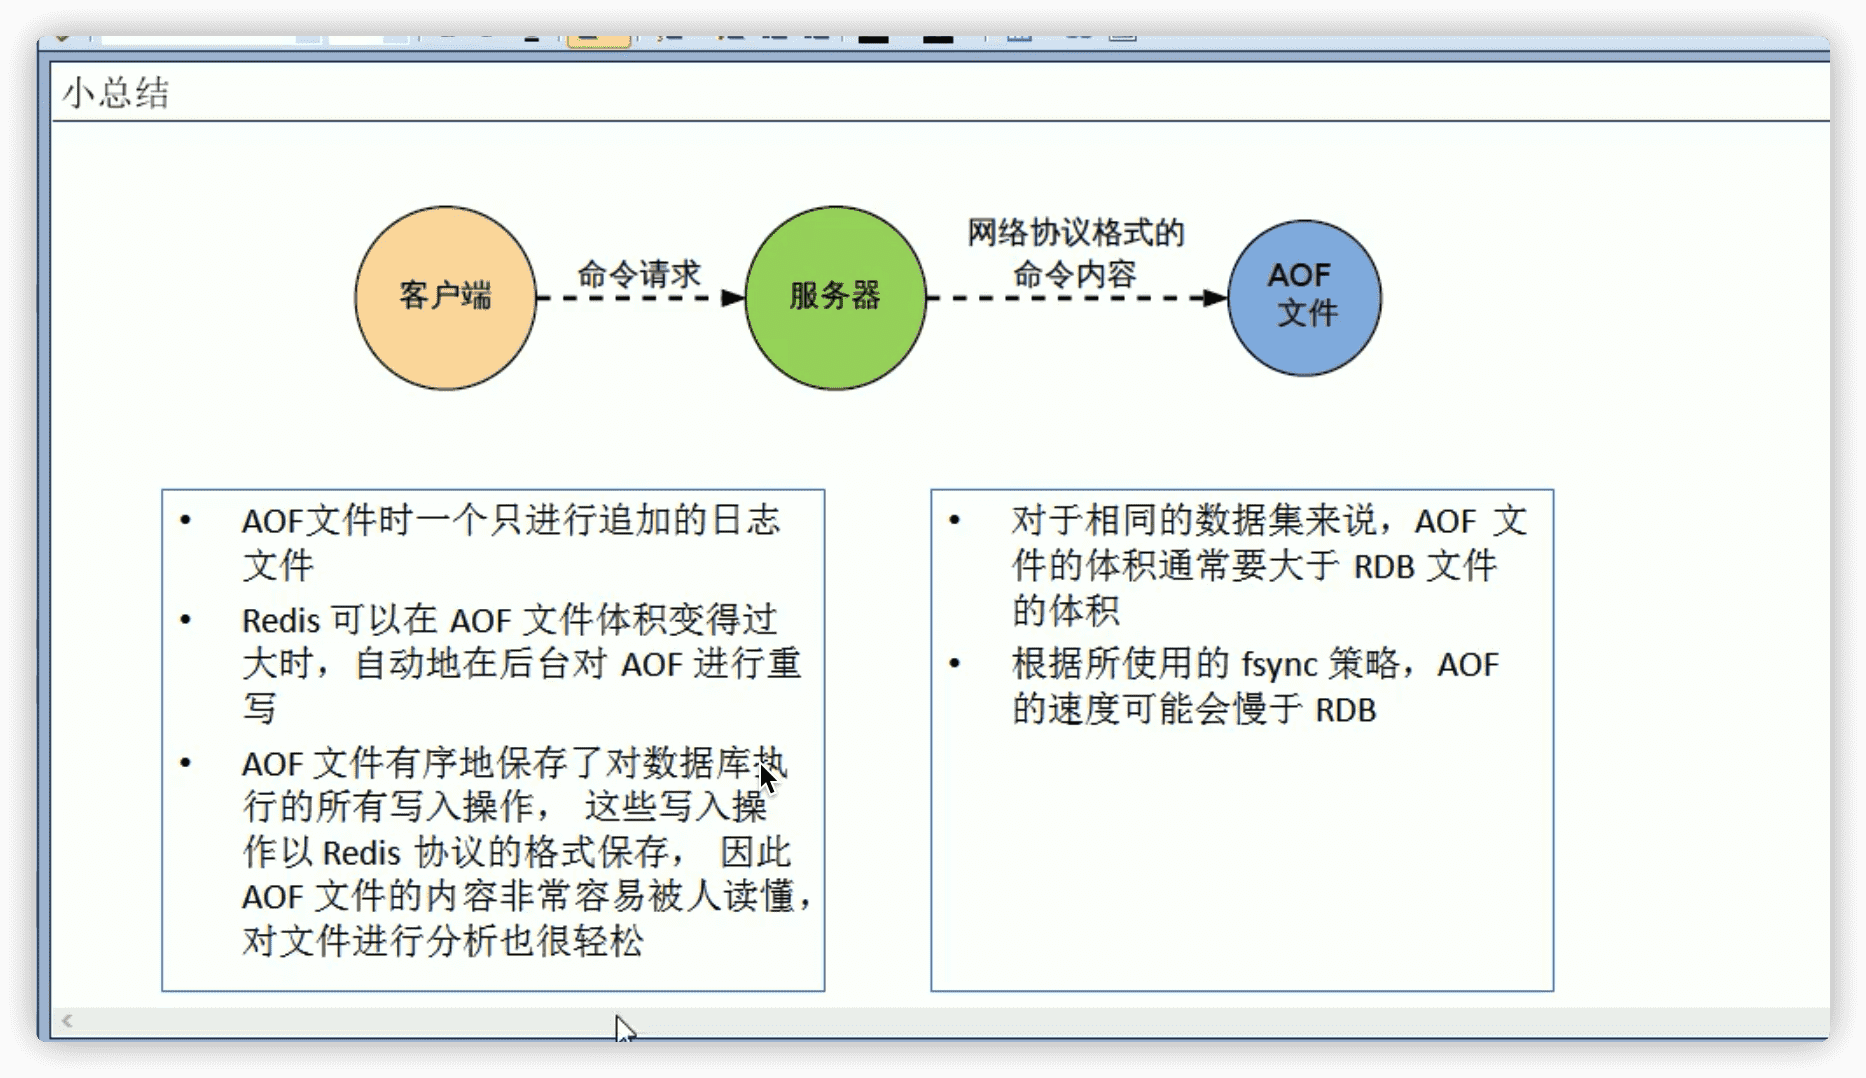 小总结
客户端
命令请求
服务器
网络协议格式的
命令内容
AOF
文件
• AOF文件时一个只进行追加的日志
文件
• Redis 可以在 AOF 文件体积变得过
大时，自动地在后台对 AOF 进行重
写
• AOF 文件有序地保存了对数据库执
行的所有写入操作， 这些写入操
作以 Redis 协议的格式保存， 因此
AOF 文件的内容非常容易被人读懂，
对文件进行分析也很轻松
• 对于相同的数据集来说，AOF 文
件的体积通常要大于 RDB 文件
的体积
• 根据所使用的 fsync 策略，AOF
的速度可能会慢于 RDB